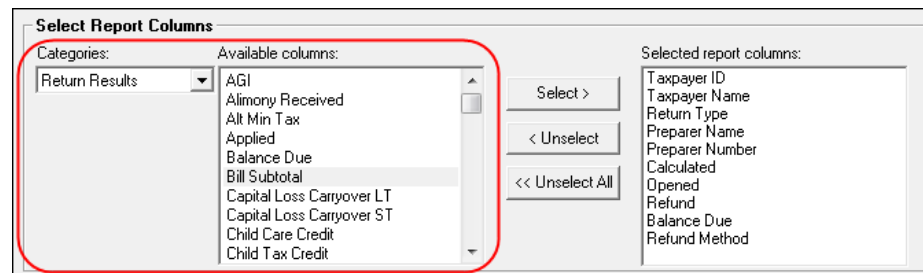 Select Report Columns
Categories:
Return Results
Available columns:
AGI
Alimony Received
Alt Min Tax
Applied
Balance Due
Bill Subtotal
Capital Loss Carryover LT
Capital Loss Carryover ST
Child Care Credit
Child Tax Credit
Select >
< Unselect
<< Unselect All
Selected report columns:
Taxpayer ID
Taxpayer Name
Return Type
Preparer Name
Preparer Number
Calculated
Opened
Refund
Balance Due
Refund Method